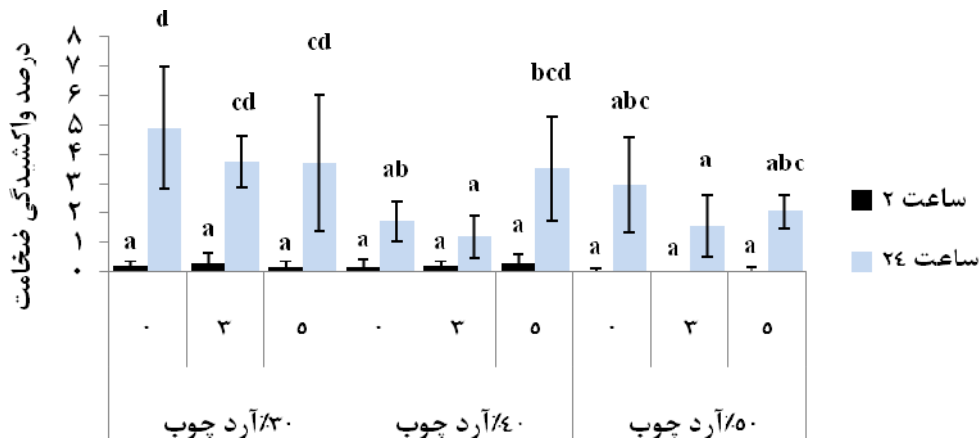 درصد واکشیدگی ضخامت
۸
۷
۶
۵
۴
۳
۲
۱
۰
d
cd
cd
ab
a
bcd
abc
a
abc
a
a
a
a
a
a
a
a
a
۰ ۳ ۵ ۰ ۳ ۵ ۰ ۳ ۵
۳۰٪آرد چوب
۴۰٪آرد چوب
۵۰٪آرد چوب
۲ ساعت
۲٤ ساعت